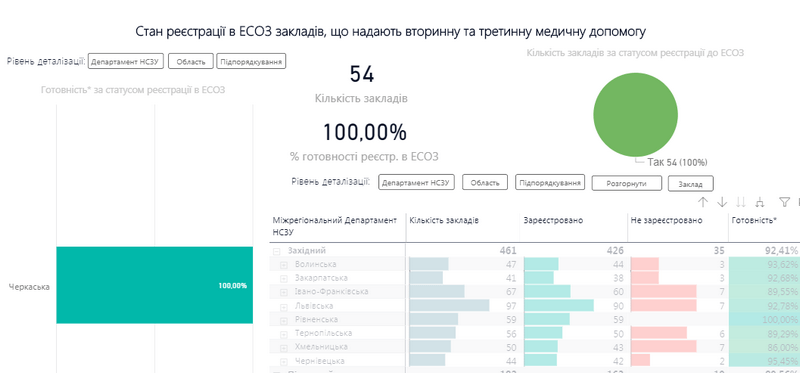 Стан реєстрації в ЕСОЗ закладів, що надають вторинну та третинну медичну допомогу
Рівень деталізації: Департамент НСЗУ Область Підпорядкування
Готовність* за статусом реєстрації в ЕСОЗ
54
Кількість закладів
100,00%
% готовності реєстр. в ЕСОЗ
Кількість закладів за статусом реєстрації до ЕСОЗ
Так 54 (100%)
Рівень деталізації: Департамент НСЗУ Область Підпорядкування Розгорнути Заклад
Черкаська 100,00%
Міжрегіональний Департамент НСЗУ Кількість закладів Зареєстровано Не зареєстровано Готовність*
Західний 461 426 35 92,41%
Волинська 47 44 3 93,62%
Закарпатська 41 38 3 92,68%
Івано-Франківська 67 60 7 89,55%
Львівська 97 90 7 92,78%
Рівненська 59 59 100,00%
Тернопільська 56 50 6 89,29%
Хмельницька 50 43 7 86,00%
Чернівецька 44 42 2 95,45%